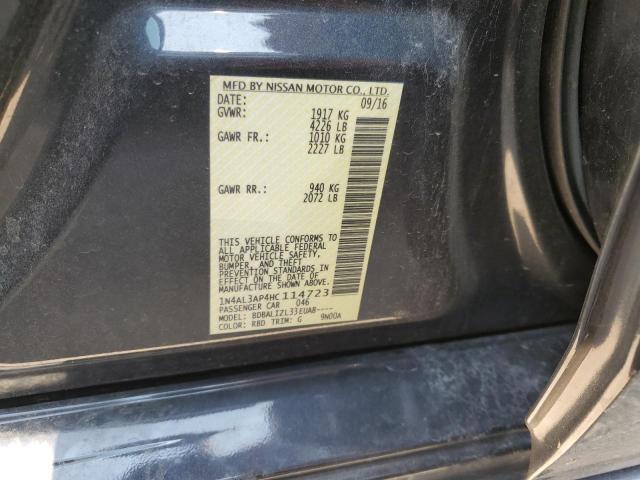 MFD BY NISSAN MOTOR CO., LTD.
DATE: 09/16
GVWR: 1917 KG
4226 LB
GAWR FR.: 1010 KG
2227 LB
GAWR RR.: 940 KG
2072 LB
THIS VEHICLE CONFORMS TO
ALL APPLICABLE FEDERAL
MOTOR VEHICLE SAFETY,
BUMPER, AND THEFT
PREVENTION STANDARDS IN
EFFECT ON THE DATE OF
MANUFACTURE SHOWN ABOVE.
1N4AL3AP4HC114723
PASSENGER CAR 046
MODEL: BDBALIZL33EUA8----
COLOR: RBD TRIM: G 9N00A